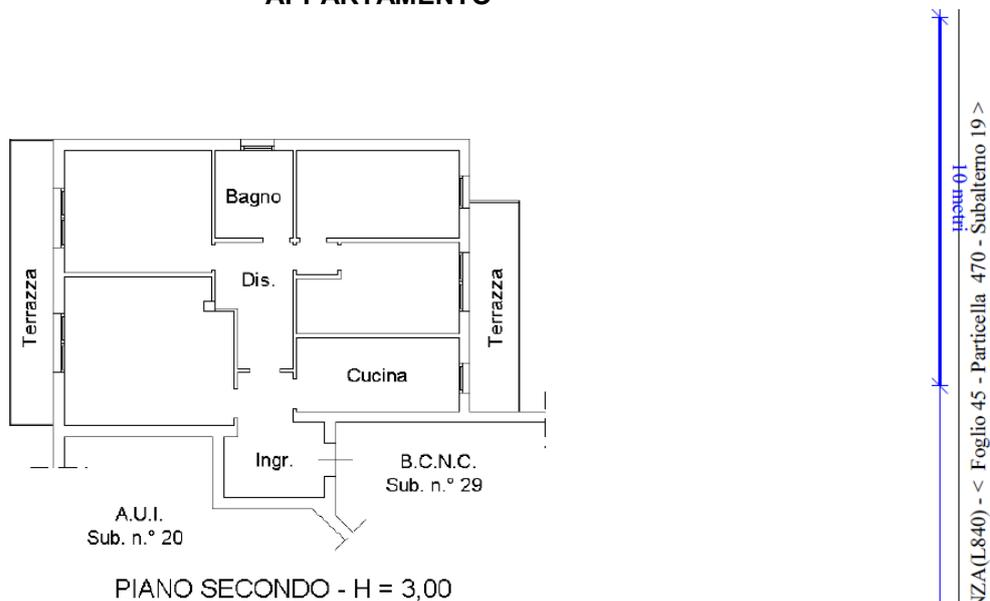 APPARTAMENTO
Bagno
Dis.
Terrazza
Terrazza
Cucina
Ingr.
B.C.N.C.
Sub. n.° 29
A.U.I.
Sub. n.° 20
PIANO SECONDO - H = 3,00
10 metri
NZA(L840) - < Foglio 45 - Particella 470 - Subalterno 19 >